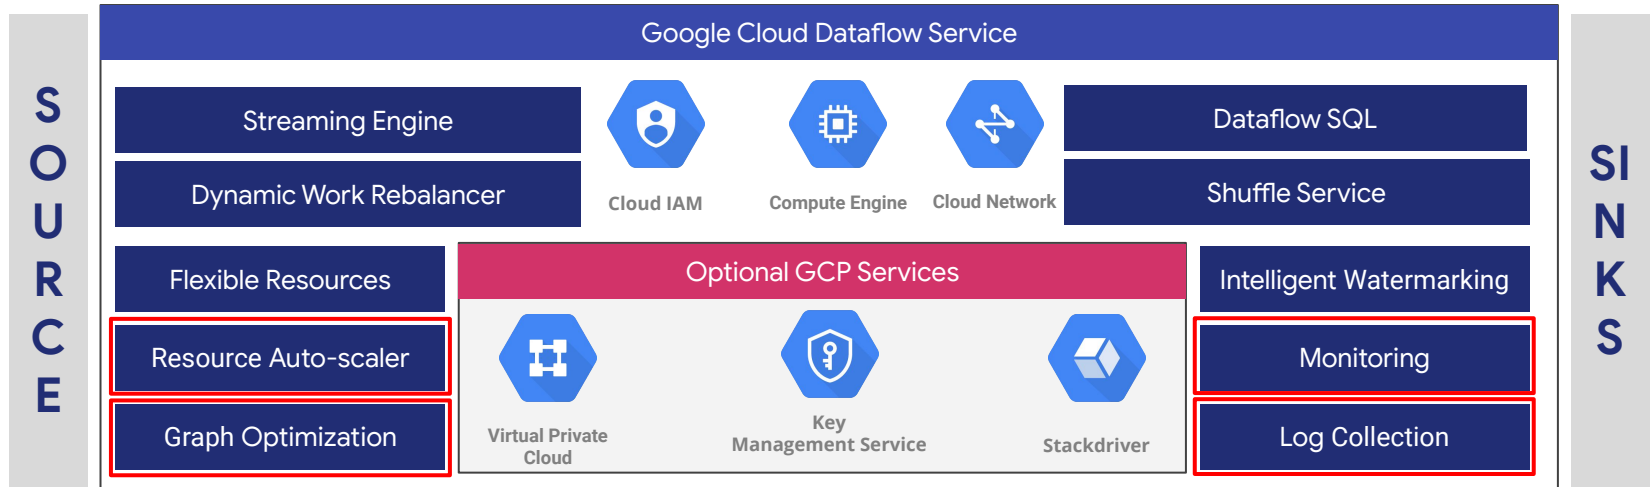 Google Cloud Dataflow Service
S
O
U
R
C
E
Streaming Engine
Dynamic Work Rebalancer
Cloud IAM
Compute Engine
Cloud Network
Dataflow SQL
Shuffle Service
Flexible Resources
Resource Auto-scaler
Graph Optimization
Optional GCP Services
Virtual Private
Cloud
Key
Management Service
Stackdriver
Intelligent Watermarking
Monitoring
Log Collection
SI
N
K
S